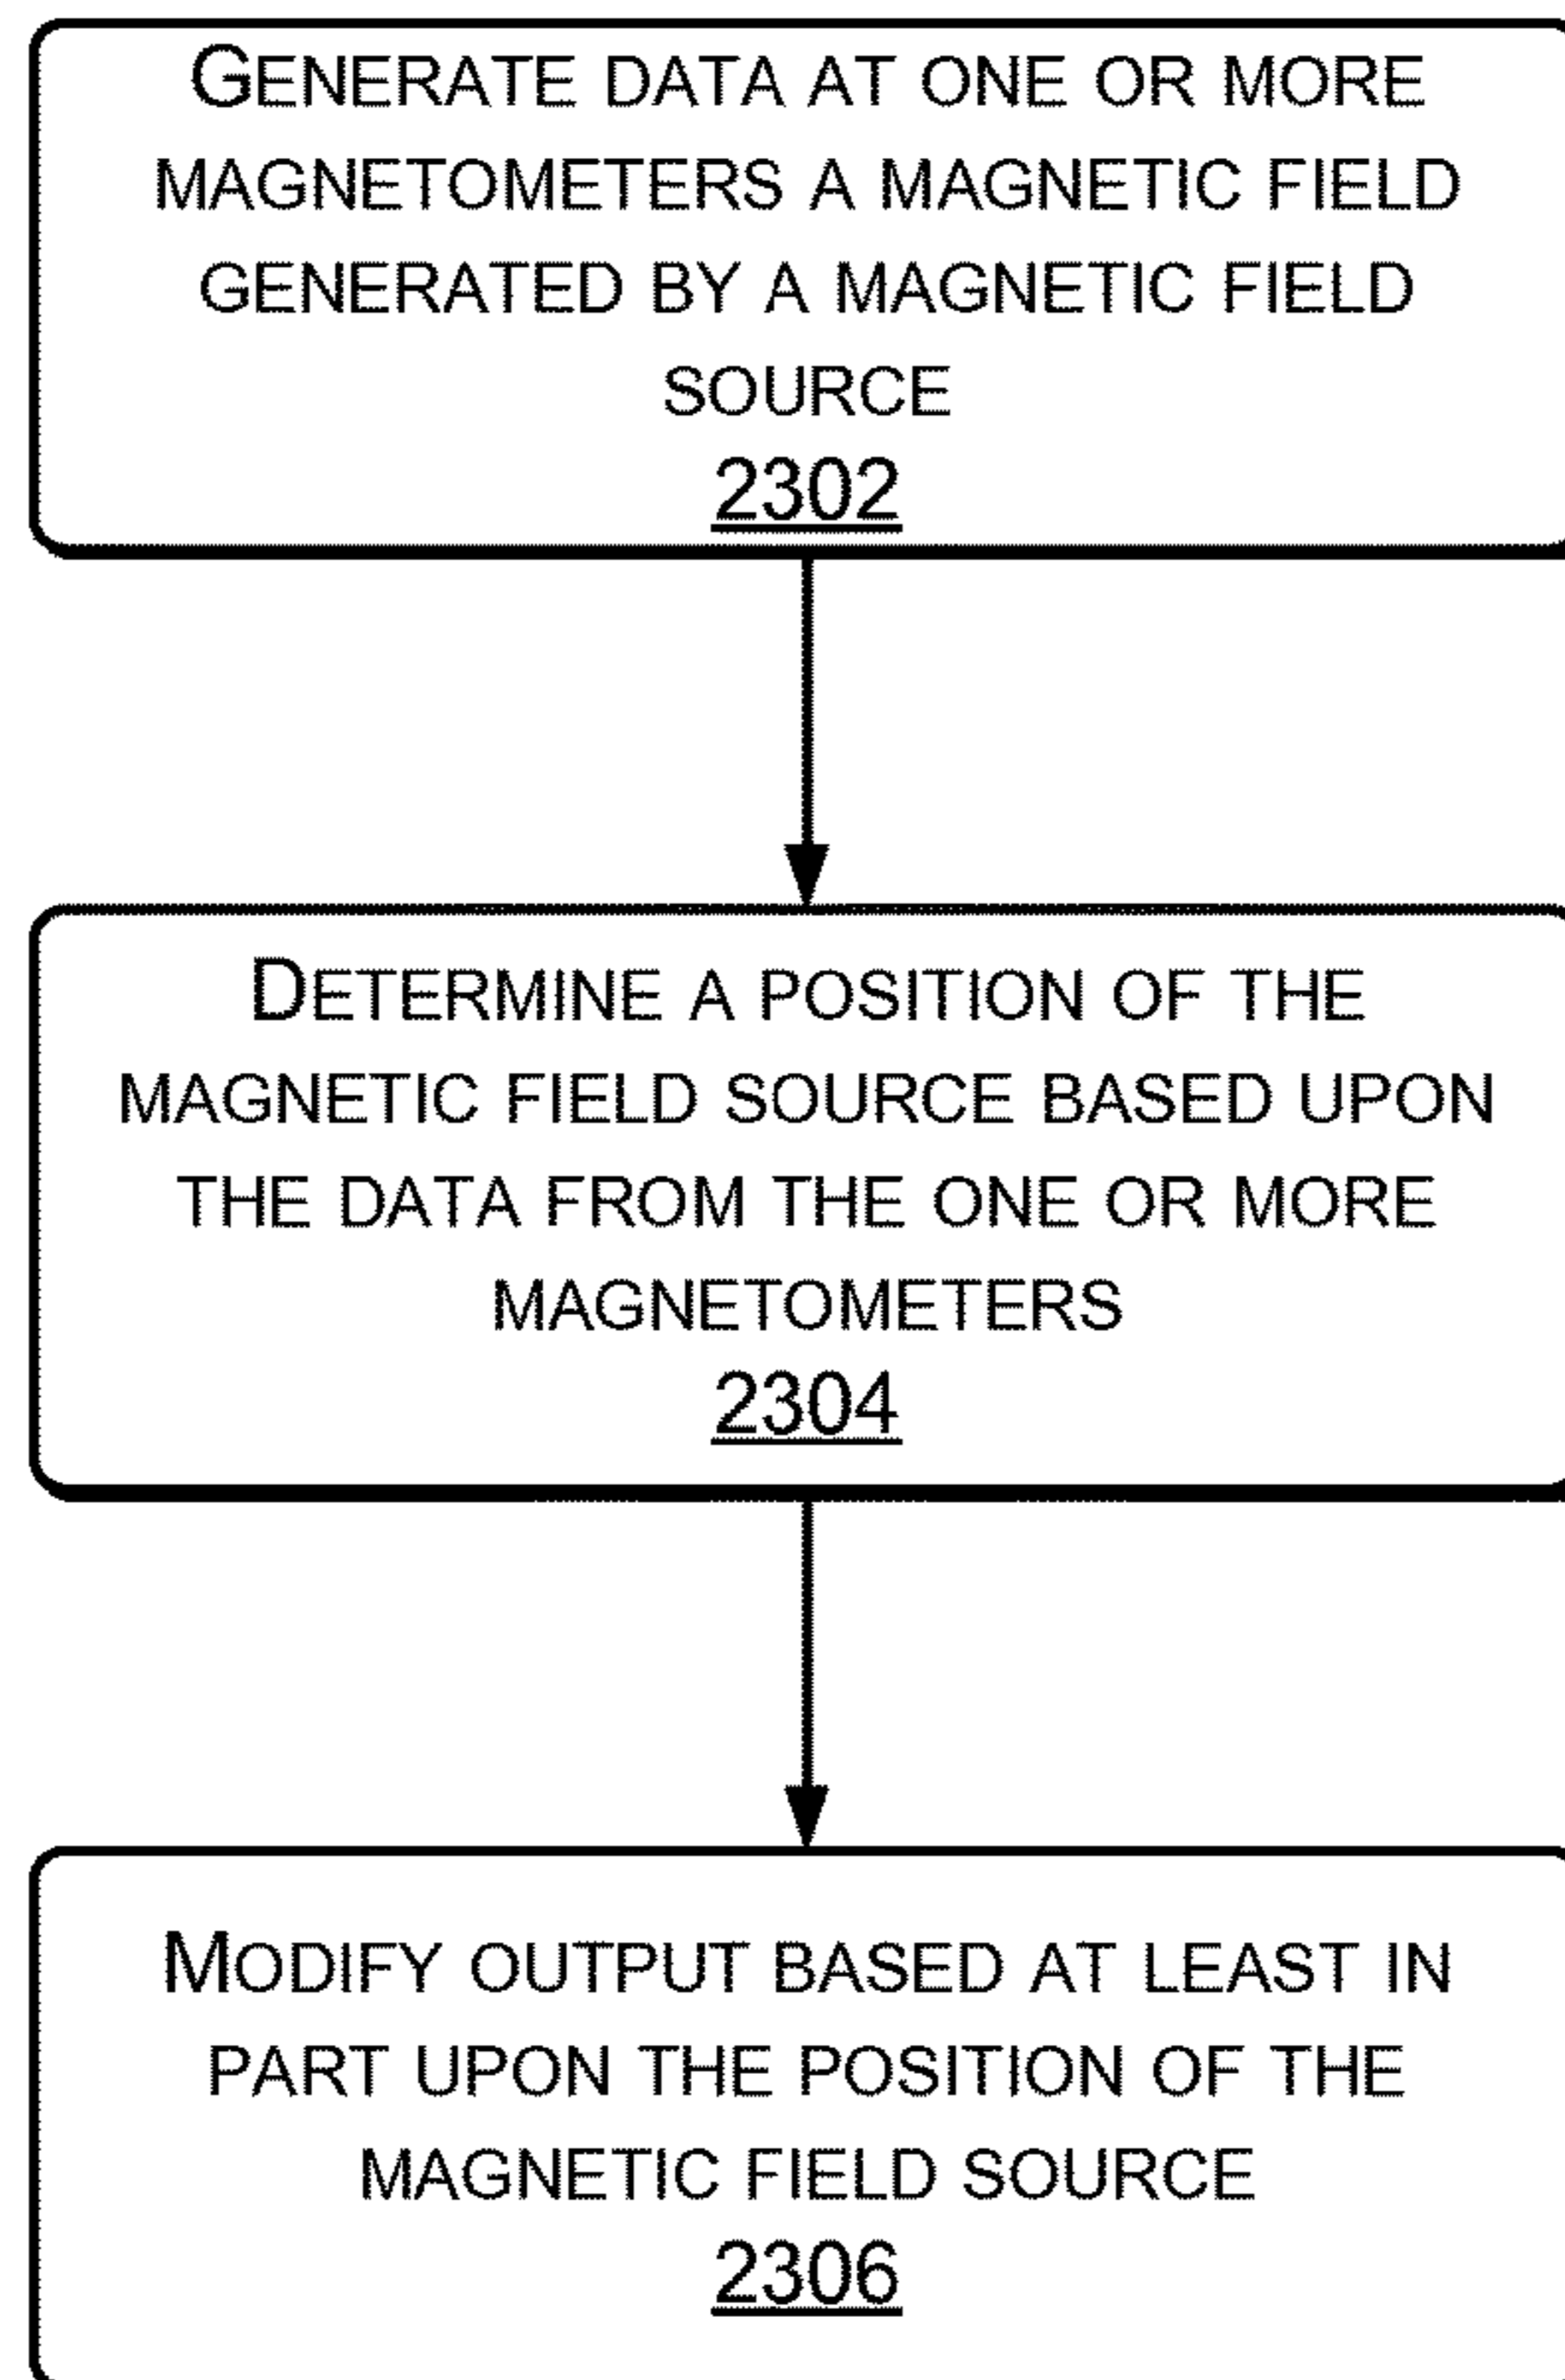 GENERATE DATA AT ONE OR MORE
MAGNETOMETERS A MAGNETIC FIELD
GENERATED BY A MAGNETIC FIELD
SOURCE
2302
DETERMINE A POSITION OF THE
MAGNETIC FIELD SOURCE BASED UPON
THE DATA FROM THE ONE OR MORE
MAGNETOMETERS
2304
MODIFY OUTPUT BASED AT LEAST IN
PART UPON THE POSITION OF THE
MAGNETIC FIELD SOURCE
2306